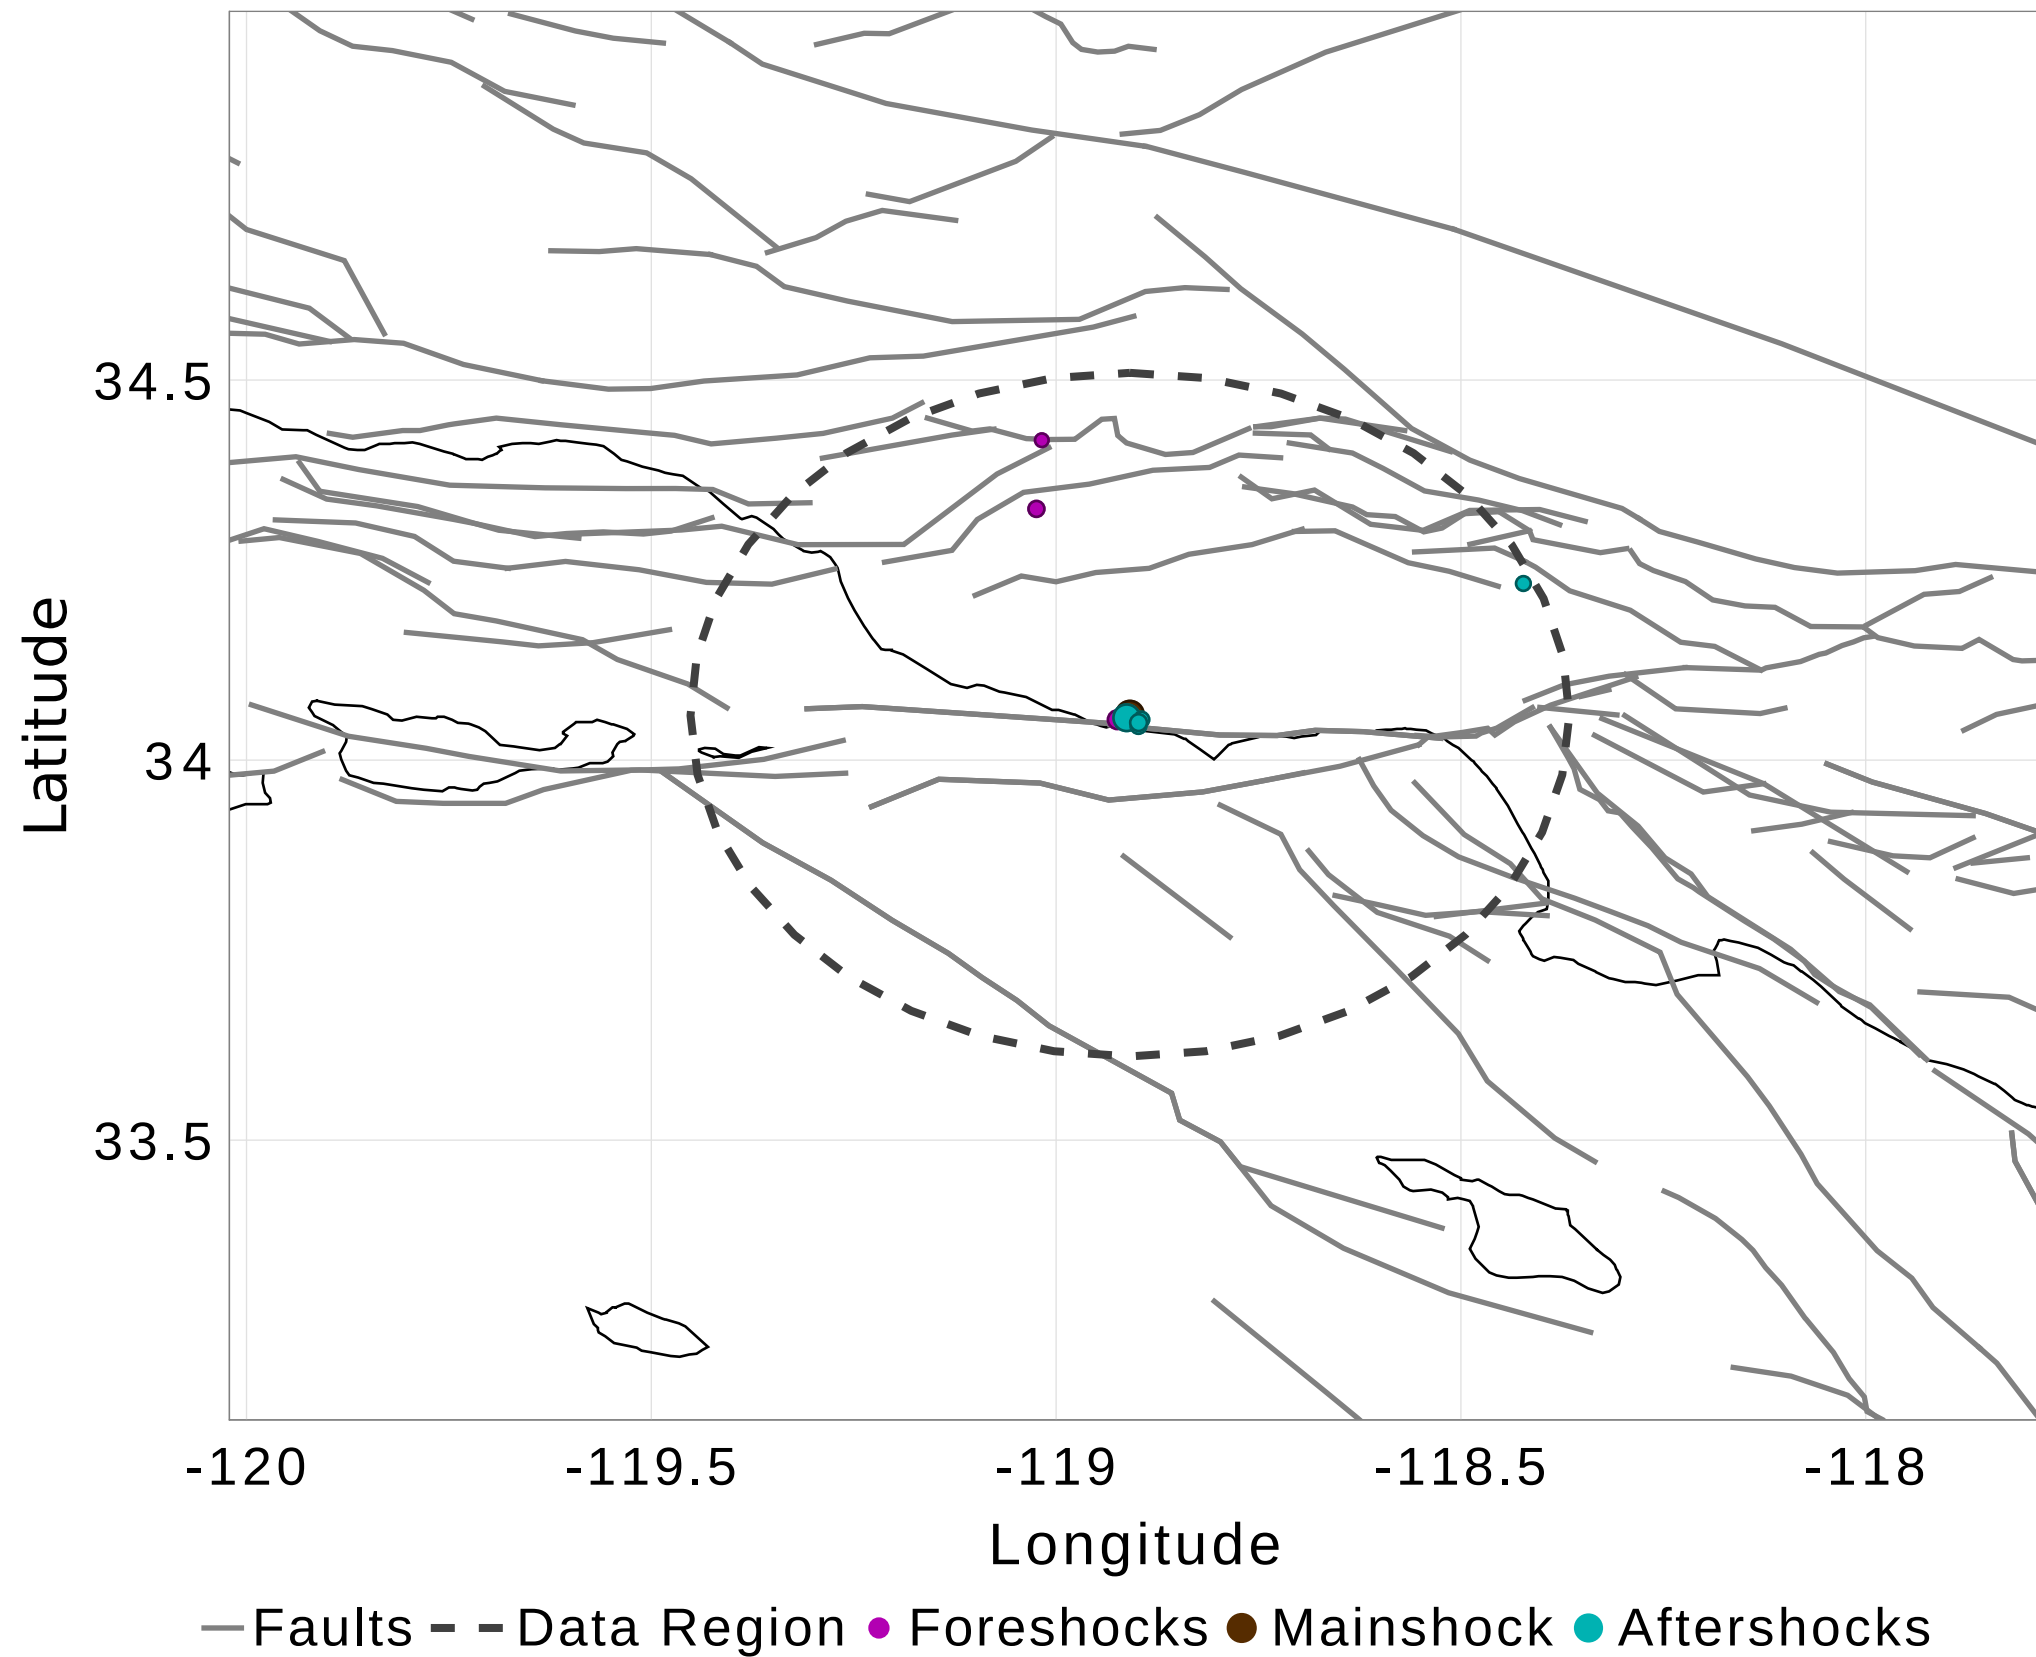 34.5
34
33.5
Latitude
-120 -119.5 -119 -118.5 -118
Longitude
Faults Data Region Foreshocks Mainshock Aftershocks